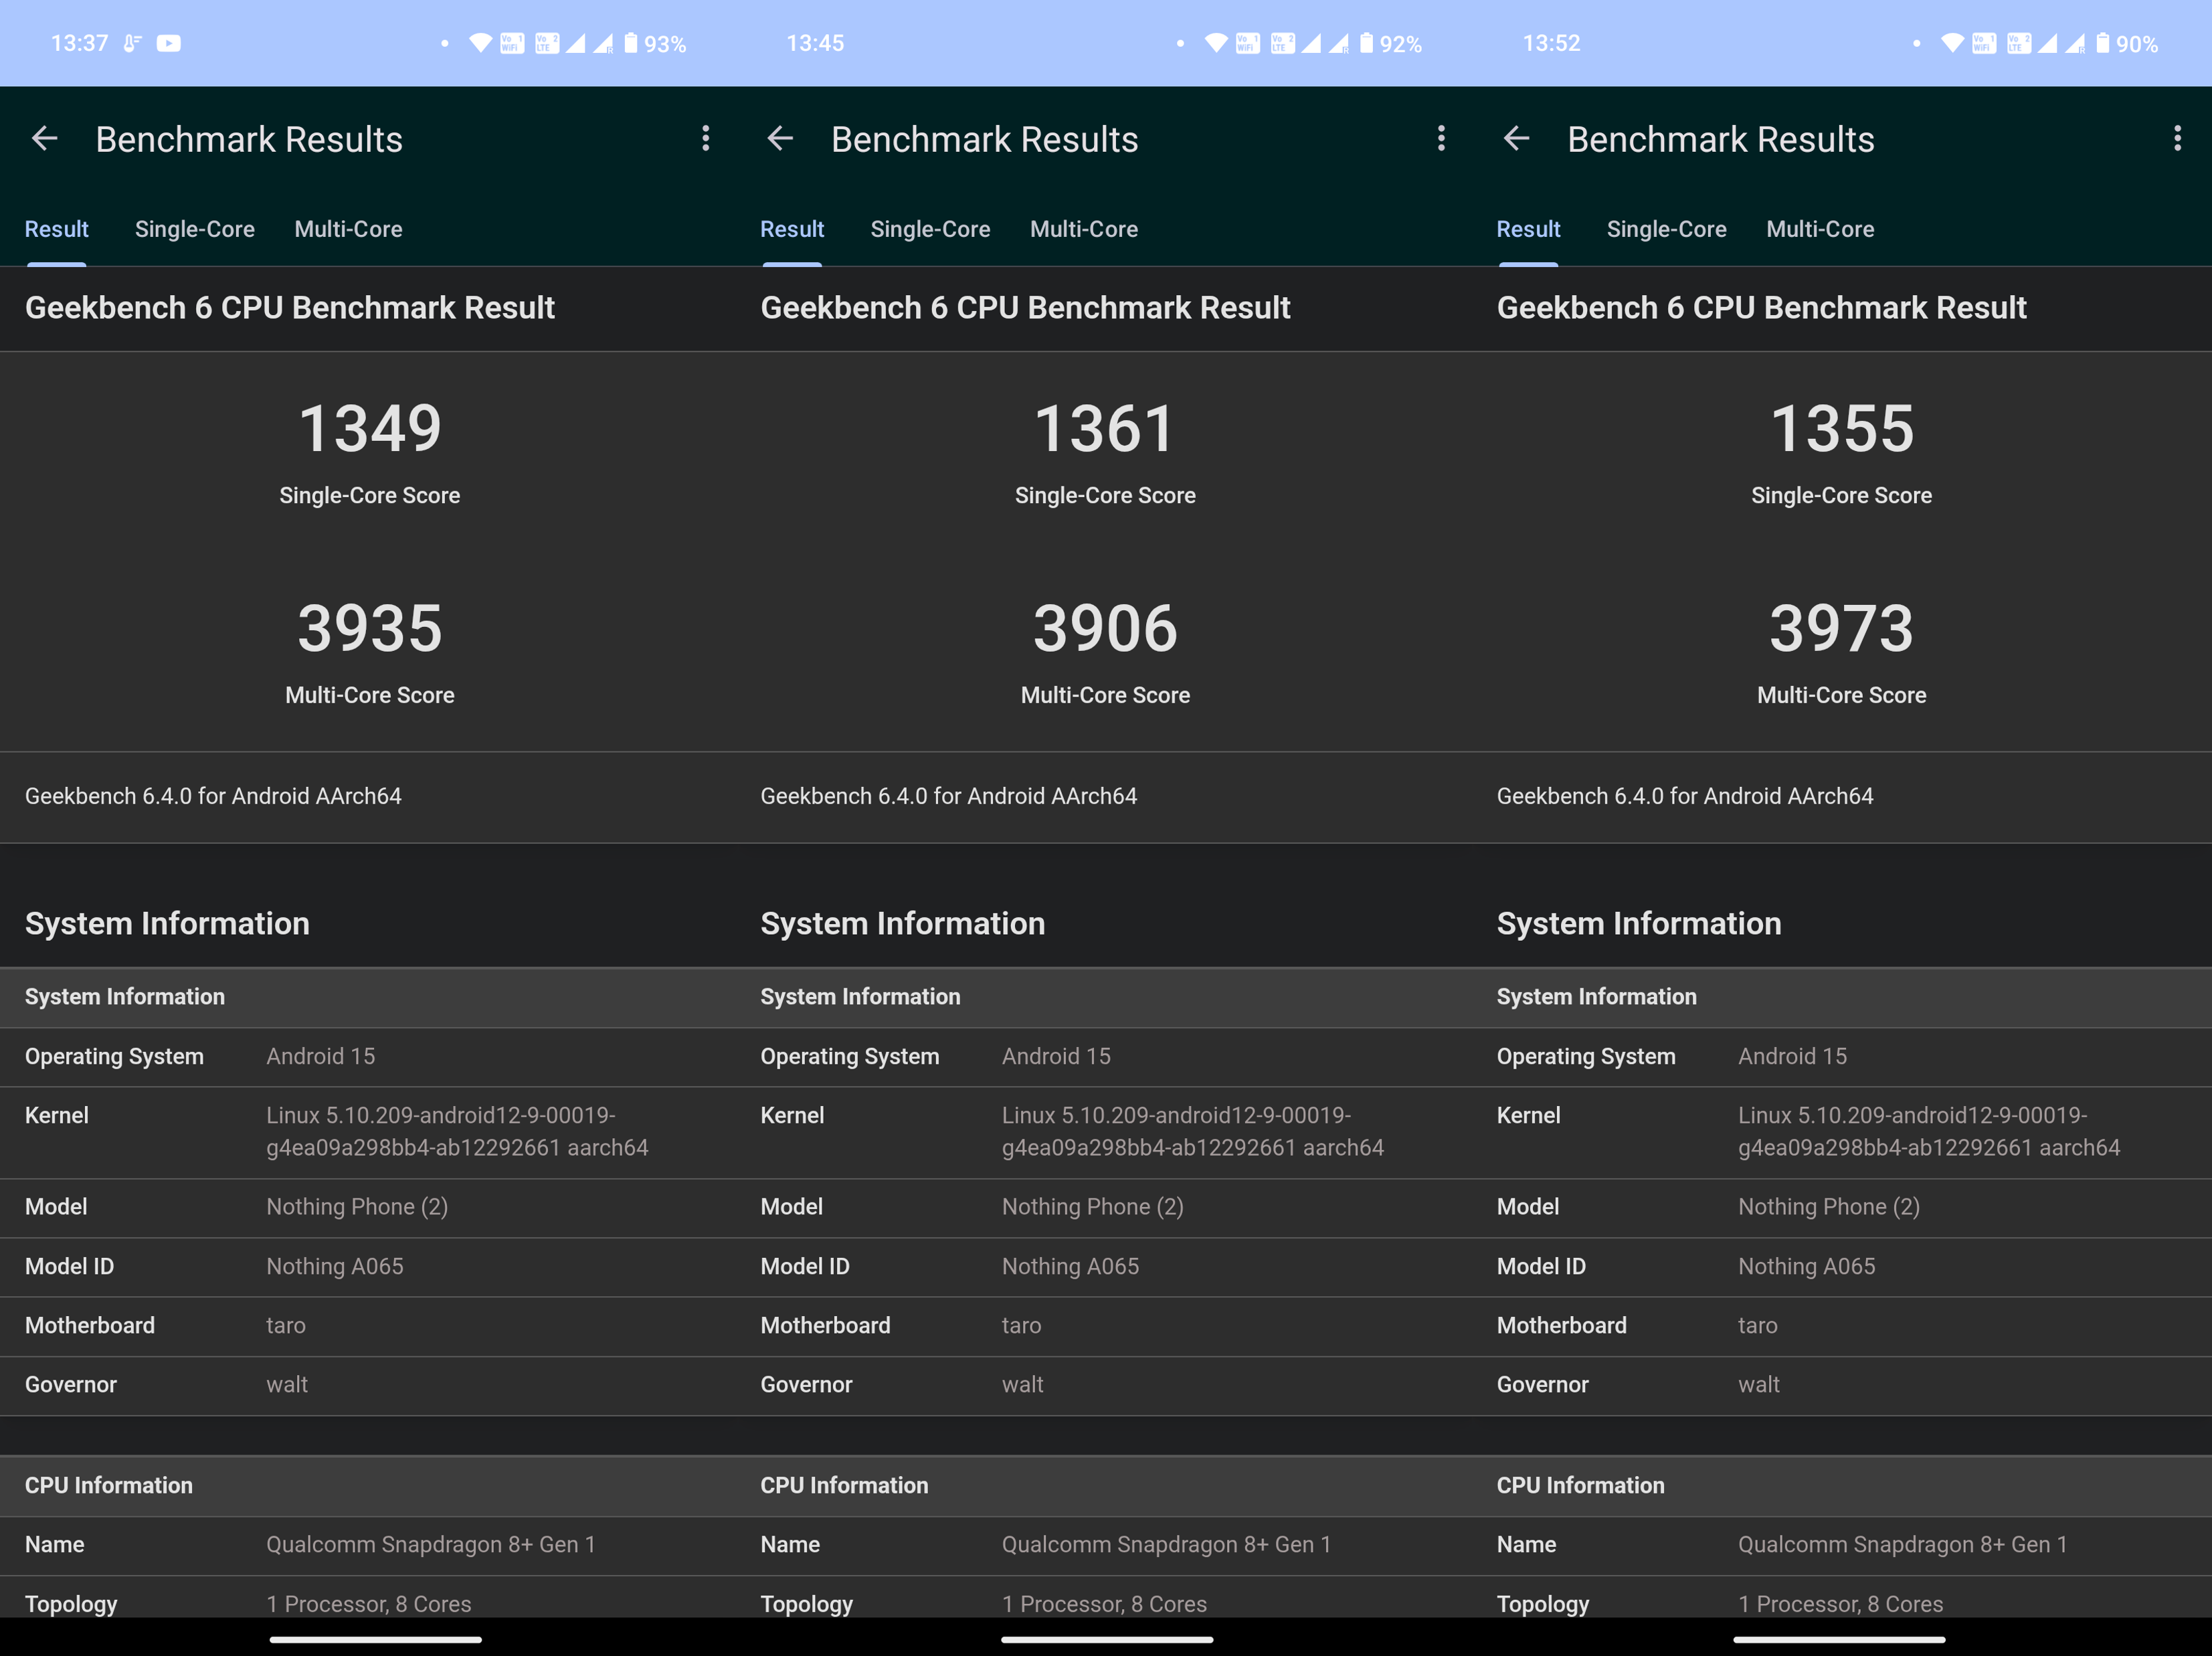 13:37 93%
Benchmark Results
Result Single-Core Multi-Core
Geekbench 6 CPU Benchmark Result
1349
Single-Core Score
3935
Multi-Core Score
Geekbench 6.4.0 for Android AArch64
System Information
System Information
Operating System Android 15
Kernel Linux 5.10.209-android12-9-00019-
g4ea09a298bb4-ab12292661 aarch64
Model Nothing Phone (2)
Model ID Nothing A065
Motherboard taro
Governor walt
CPU Information
Name Qualcomm Snapdragon 8+ Gen 1
Topology 1 Processor, 8 Cores
13:45 92%
Benchmark Results
Result Single-Core Multi-Core
Geekbench 6 CPU Benchmark Result
1361
Single-Core Score
3906
Multi-Core Score
Geekbench 6.4.0 for Android AArch64
System Information
System Information
Operating System Android 15
Kernel Linux 5.10.209-android12-9-00019-
g4ea09a298bb4-ab12292661 aarch64
Model Nothing Phone (2)
Model ID Nothing A065
Motherboard taro
Governor walt
CPU Information
Name Qualcomm Snapdragon 8+ Gen 1
Topology 1 Processor, 8 Cores
13:52 90%
Benchmark Results
Result Single-Core Multi-Core
Geekbench 6 CPU Benchmark Result
1355
Single-Core Score
3973
Multi-Core Score
Geekbench 6.4.0 for Android AArch64
System Information
System Information
Operating System Android 15
Kernel Linux 5.10.209-android12-9-00019-
g4ea09a298bb4-ab12292661 aarch64
Model Nothing Phone (2)
Model ID Nothing A065
Motherboard taro
Governor walt
CPU Information
Name Qualcomm Snapdragon 8+ Gen 1
Topology 1 Processor, 8 Cores